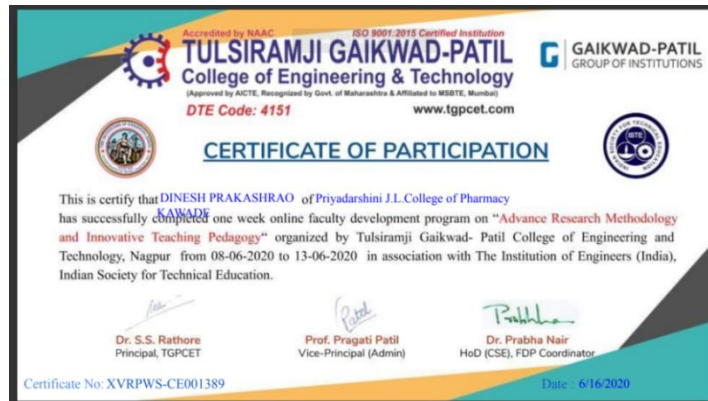 Accredited by NAAC ISO 9001:2015 Certified Institution
TULSIRAMJI GAIKWAD-PATIL
College of Engineering & Technology
(Approved by AICTE, Recognized by Govt. of Maharashtra & Affiliated to MSBTE, Mumbai)
DTE Code: 4151 www.tgpcet.com
GAIKWAD-PATIL
GROUP OF INSTITUTIONS
ISTE
CERTIFICATE OF PARTICIPATION
This is certify that DINESH PRAKASHRAO of Priyadarshini J.L.College of Pharmacy
KAWADE
has successfully completed one week online faculty development program on “Advance Research Methodology
and Innovative Teaching Pedagogy“ organized by Tulsiramji Gaikwad- Patil College of Engineering and
Technology, Nagpur from 08-06-2020 to 13-06-2020 in association with The Institution of Engineers (India),
Indian Society for Technical Education.
Patil
Prabhha
Dr. S.S. Rathore
Principal, TGPCET
Prof. Pragati Patil
Vice-Principal (Admin)
Dr. Prabha Nair
HoD (CSE), FDP Coordinator
Certificate No: XVRPWS-CE001389
Date : 6/16/2020